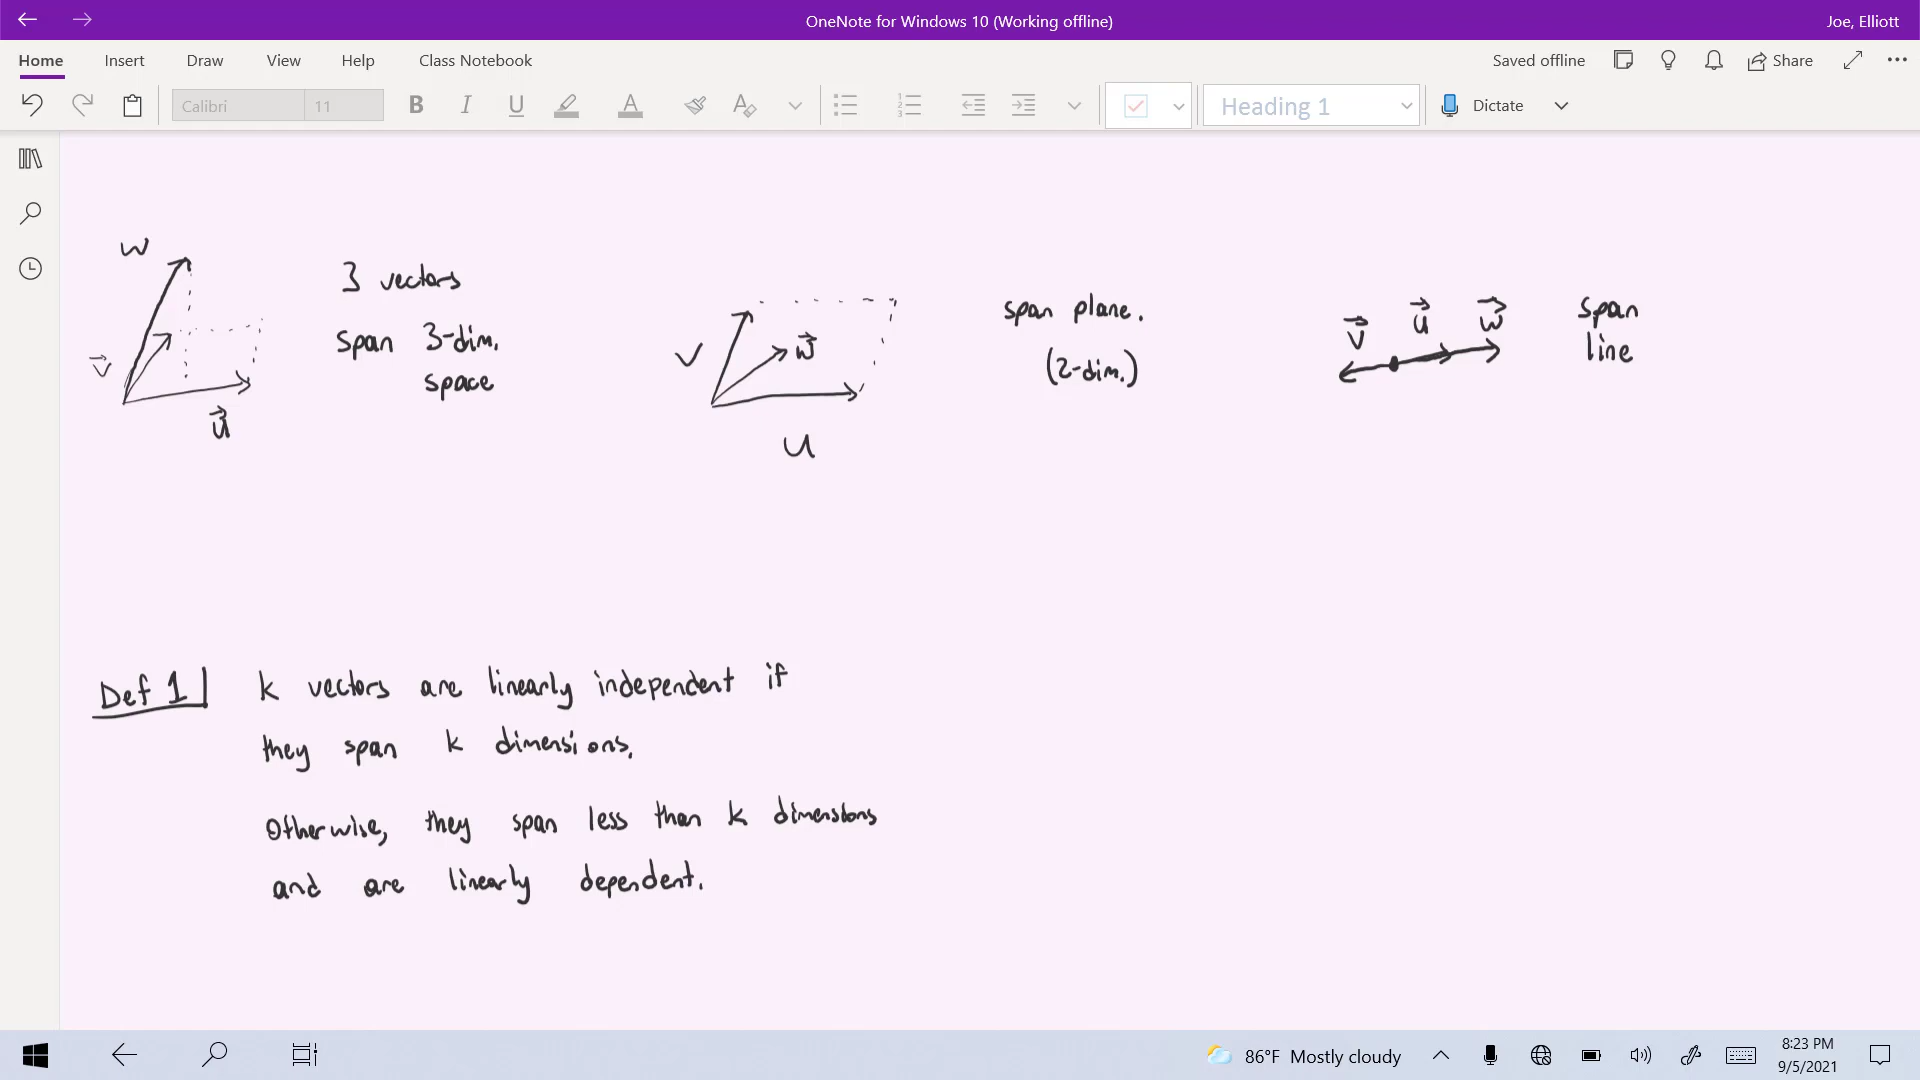 OneNote for Windows 10 (Working offline)
Joe, Elliott
Home Insert Draw View Help Class Notebook
Saved offline
Share
Calibri 11
B I U A A
Heading 1
Dictate
w
3 vectors
span 3-dim.
space
v
u
v
w
u
span plane.
(2-dim.)
v u w
span
line
Def 1 k vectors are linearly independent if
they span k dimensions.
Otherwise, they span less than k dimensions
and are linearly dependent.
86°F Mostly cloudy
8:23 PM
9/5/2021